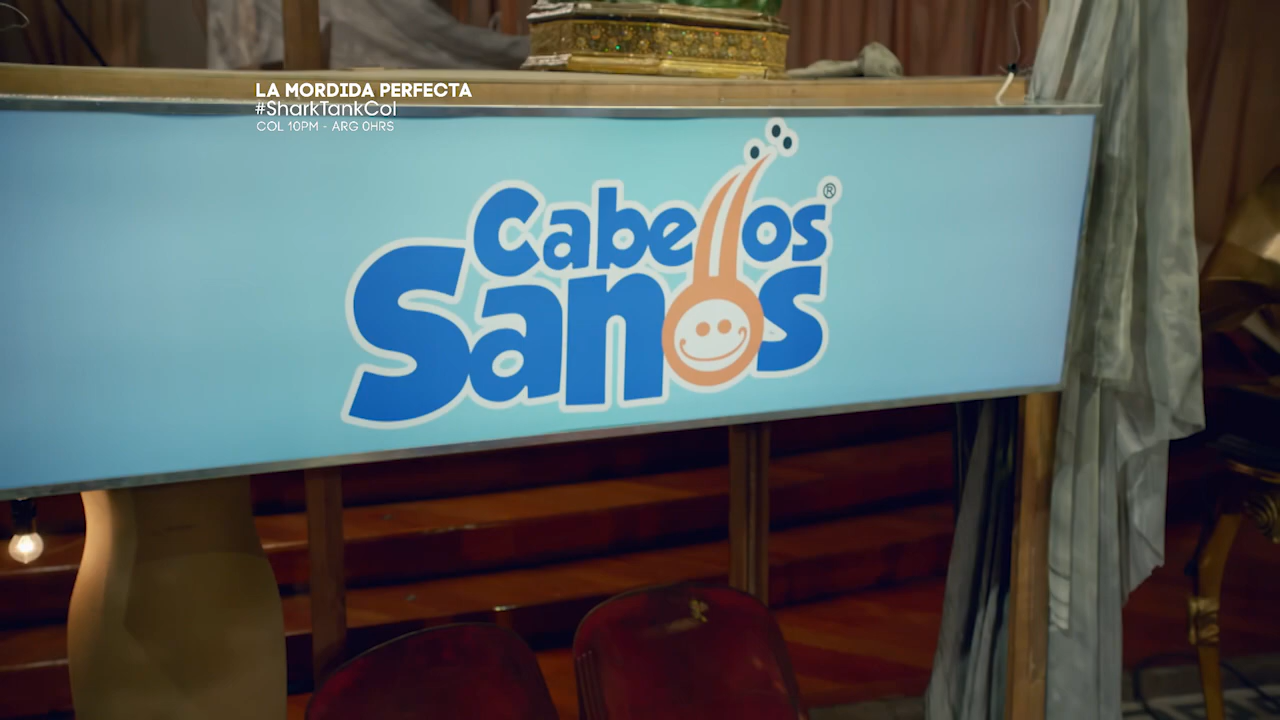 LA MORDIDA PERFECTA
#SharkTankCol
COL 10PM - ARG 0HRS
Cabellos®
Sanos